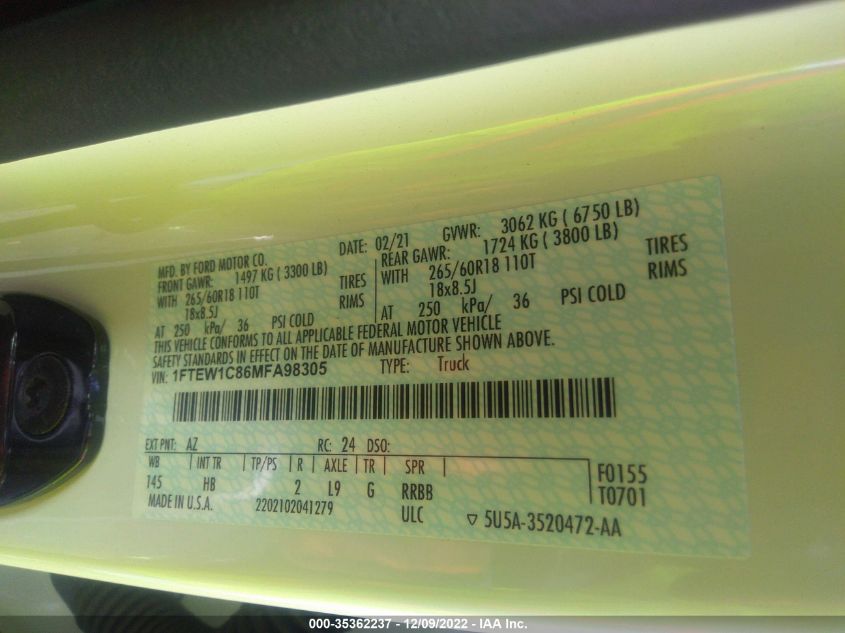 MFD. BY FORD MOTOR CO. DATE: 02/21 GVWR: 3062 KG ( 6750 LB)
FRONT GAWR: 1497 KG ( 3300 LB) REAR GAWR: 1724 KG ( 3800 LB)
WITH 265/60R18 110T TIRES WITH 265/60R18 110T TIRES
18x8.5J RIMS 18x8.5J RIMS
AT 250 kPa/ 36 PSI COLD AT 250 kPa/ 36 PSI COLD
THIS VEHICLE CONFORMS TO ALL APPLICABLE FEDERAL MOTOR VEHICLE
SAFETY STANDARDS IN EFFECT ON THE DATE OF MANUFACTURE SHOWN ABOVE.
VIN: 1FTEW1C86MFA98305 TYPE: Truck
EXT PNT: AZ RC: 24 DSO:
WB INT TR TP/PS R AXLE TR SPR F0155
145 HB 2 L9 G RRBB T0701
MADE IN U.S.A. 2202102041279 ULC 5U5A-3520472-AA
000-35362237 - 12/09/2022 - IAA Inc.